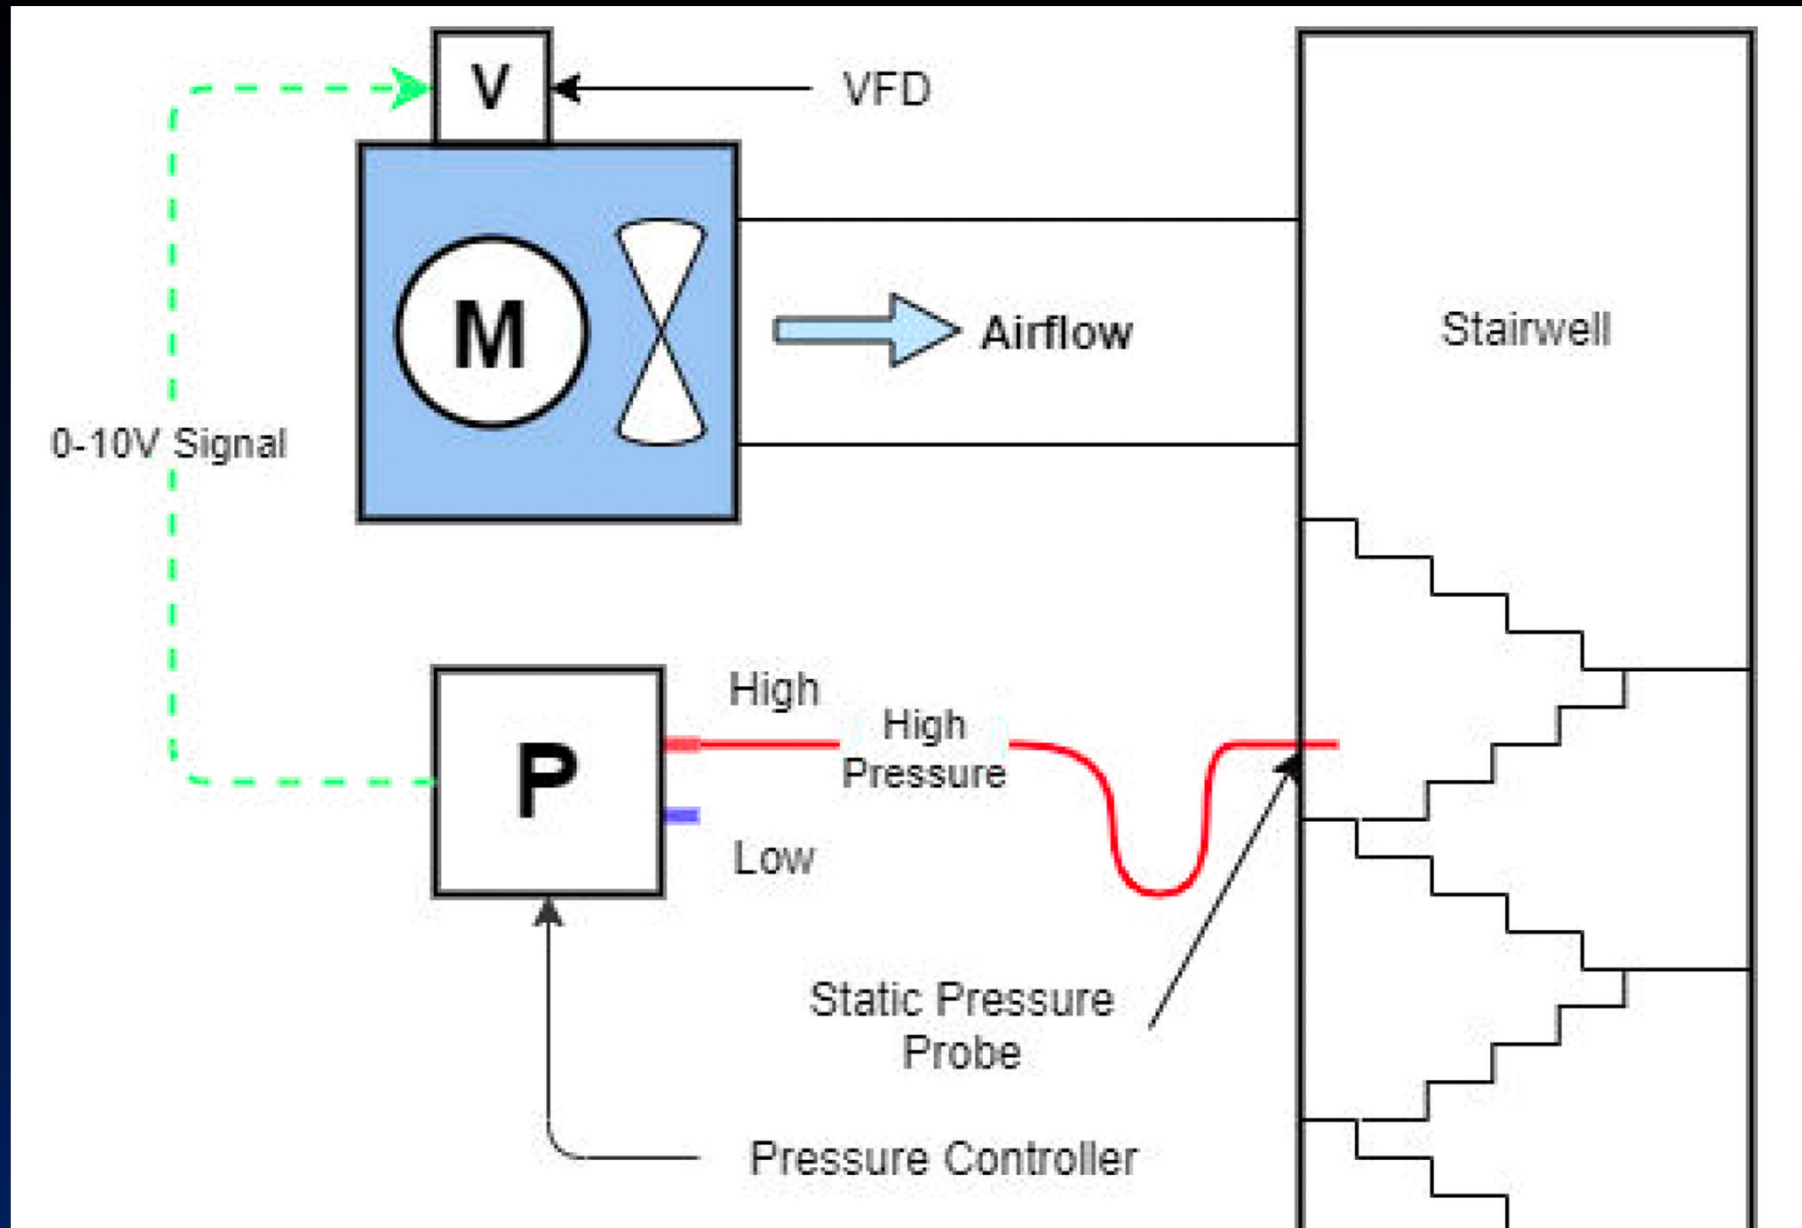 V
VFD
M
Airflow
Stairwell
0-10V Signal
High
High
Pressure
P
Low
Static Pressure
Probe
Pressure Controller